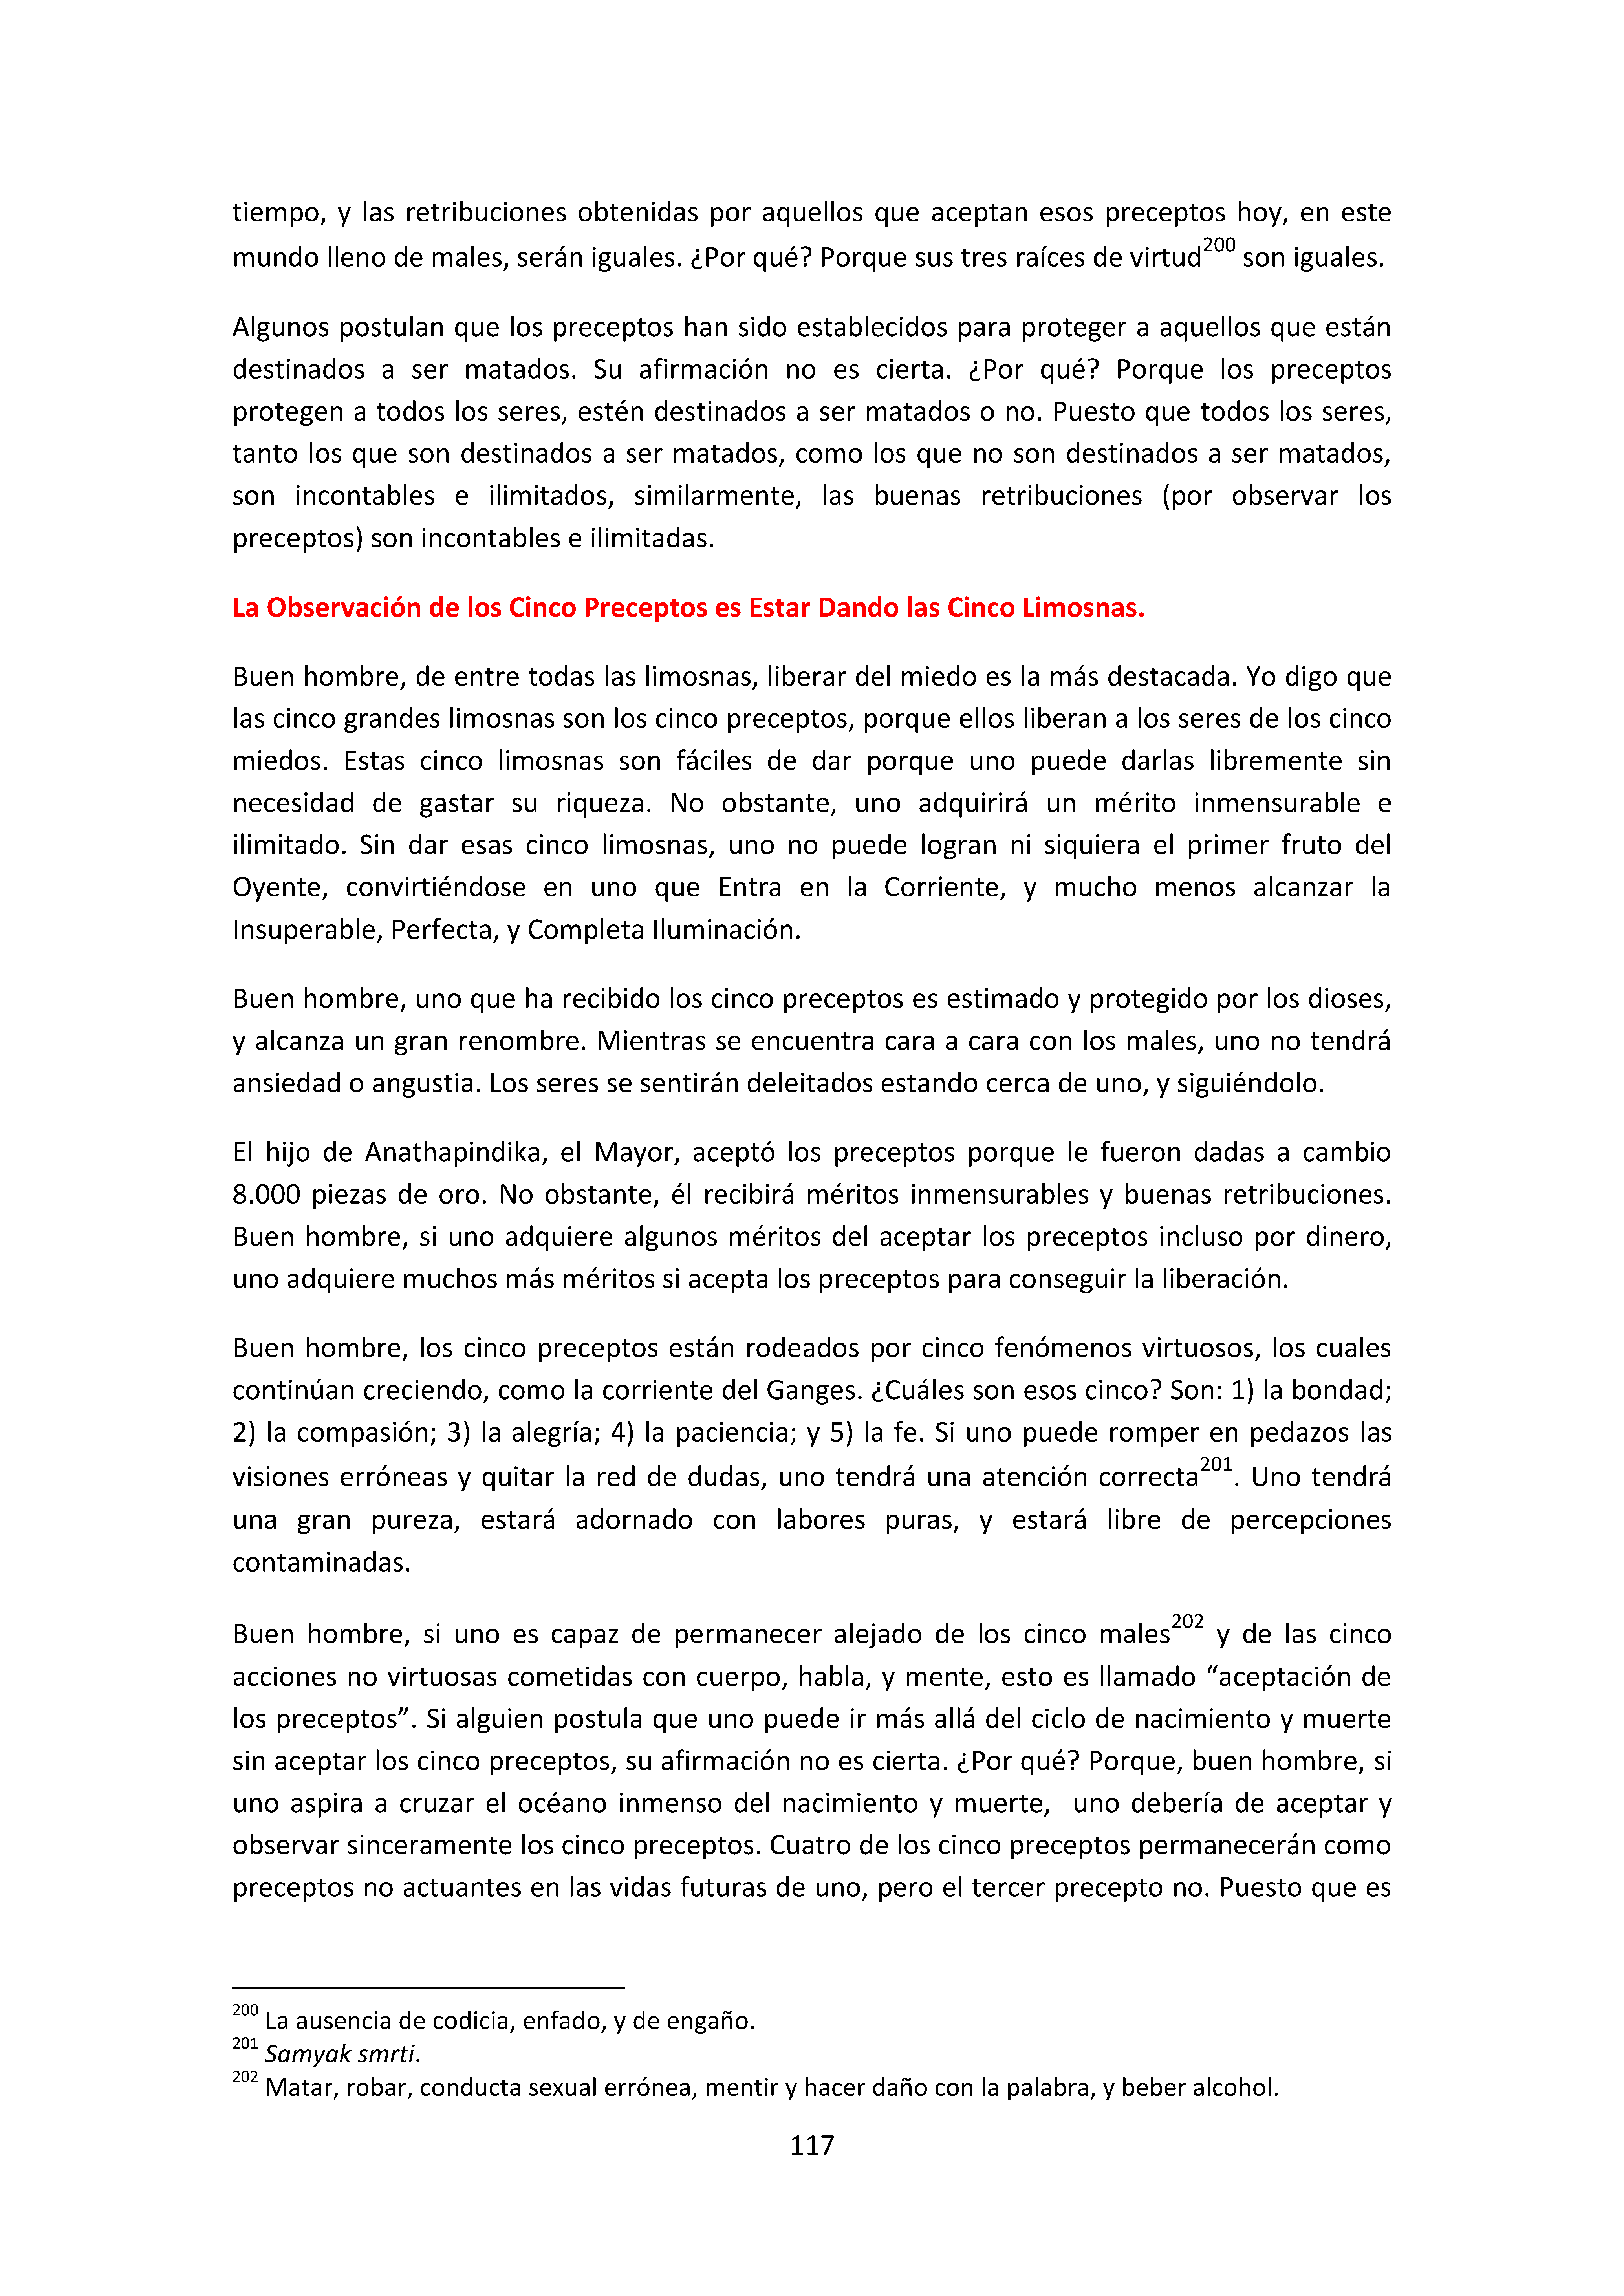 tiempo, y las retribuciones obtenidas por aquellos que aceptan esos preceptos hoy, en este
mundo lleno de males, serán iguales. ¿Por qué? Porque sus tres raíces de virtud200 son iguales.
Algunos postulan que los preceptos han sido establecidos para proteger a aquellos que están
destinados a ser matados. Su afirmación no es cierta. ¿Por qué? Porque los preceptos
protegen a todos los seres, estén destinados a ser matados o no. Puesto que todos los seres,
tanto los que son destinados a ser matados, como los que no son destinados a ser matados,
son incontables e ilimitados, similarmente, las buenas retribuciones (por observar los
preceptos) son incontables e ilimitadas.
La Observación de los Cinco Preceptos es Estar Dando las Cinco Limosnas.
Buen hombre, de entre todas las limosnas, liberar del miedo es la más destacada. Yo digo que
las cinco grandes limosnas son los cinco preceptos, porque ellos liberan a los seres de los cinco
miedos. Estas cinco limosnas son fáciles de dar porque uno puede darlas libremente sin
necesidad de gastar su riqueza. No obstante, uno adquirirá un mérito inmensurable e
ilimitado. Sin dar esas cinco limosnas, uno no puede logran ni siquiera el primer fruto del
Oyente, convirtiéndose en uno que Entra en la Corriente, y mucho menos alcanzar la
Insuperable, Perfecta, y Completa Iluminación.
Buen hombre, uno que ha recibido los cinco preceptos es estimado y protegido por los dioses,
y alcanza un gran renombre. Mientras se encuentra cara a cara con los males, uno no tendrá
ansiedad o angustia. Los seres se sentirán deleitados estando cerca de uno, y siguiéndolo.
El hijo de Anathapindika, el Mayor, aceptó los preceptos porque le fueron dadas a cambio
8.000 piezas de oro. No obstante, él recibirá méritos inmensurables y buenas retribuciones.
Buen hombre, si uno adquiere algunos méritos del aceptar los preceptos incluso por dinero,
uno adquiere muchos más méritos si acepta los preceptos para conseguir la liberación.
Buen hombre, los cinco preceptos están rodeados por cinco fenómenos virtuosos, los cuales
continúan creciendo, como la corriente del Ganges. ¿Cuáles son esos cinco? Son: 1) la bondad;
2) la compasión; 3) la alegría; 4) la paciencia; y 5) la fe. Si uno puede romper en pedazos las
visiones erróneas y quitar la red de dudas, uno tendrá una atención correcta201. Uno tendrá
una gran pureza, estará adornado con labores puras, y estará libre de percepciones
contaminadas.
Buen hombre, si uno es capaz de permanecer alejado de los cinco males202 y de las cinco
acciones no virtuosas cometidas con cuerpo, habla, y mente, esto es llamado “aceptación de
los preceptos”. Si alguien postula que uno puede ir más allá del ciclo de nacimiento y muerte
sin aceptar los cinco preceptos, su afirmación no es cierta. ¿Por qué? Porque, buen hombre, si
uno aspira a cruzar el océano inmenso del nacimiento y muerte, uno debería de aceptar y
observar sinceramente los cinco preceptos. Cuatro de los cinco preceptos permanecerán como
preceptos no actuantes en las vidas futuras de uno, pero el tercer precepto no. Puesto que es
200 La ausencia de codicia, enfado, y de engaño.
201 Samyak smrti.
202 Matar, robar, conducta sexual errónea, mentir y hacer daño con la palabra, y beber alcohol.
117